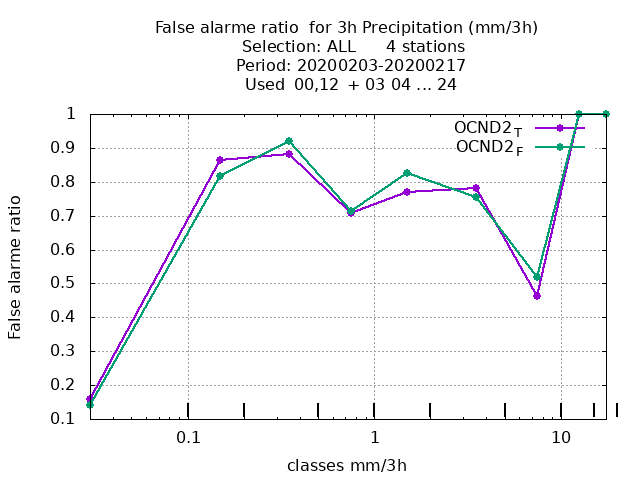 False alarme ratio  for 3h Precipitation (mm/3h)
Selection: ALL      4 stations
Period: 20200203-20200217
Used  00,12  + 03 04 ... 24
OCND2T
OCND2F
1
0.9
0.8
0.7
0.6
0.5
0.4
0.3
0.2
0.1
False alarme ratio
0.1 1 10
classes mm/3h